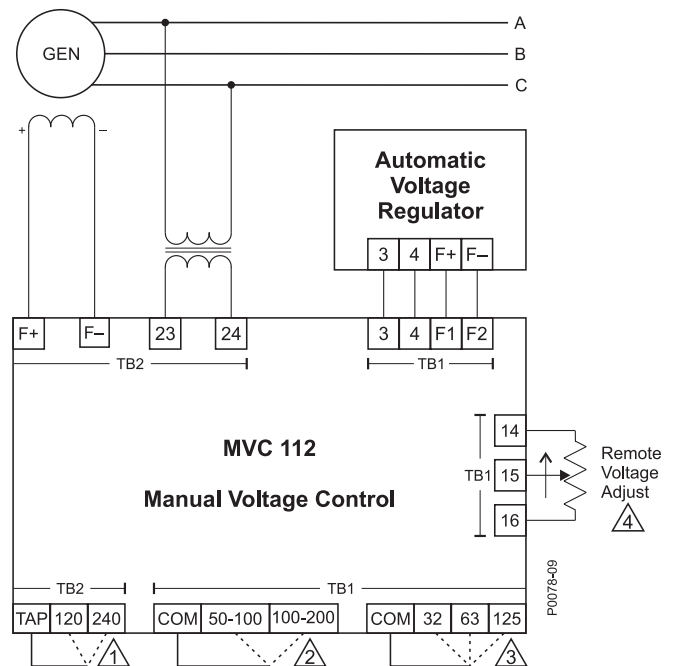 A
GEN
B
C
+ –
Automatic
Voltage
Regulator
3 4 F+ F–
F+ F– 23 24 3 4 F1 F2
TB2 TB1
14
MVC 112
TB1 15
Manual Voltage Control
16
Remote
Voltage
Adjust
4
P0078-09
TB2 TB1
TAP 120 240 COM 50-100 100-200 COM 32 63 125
1 2 3